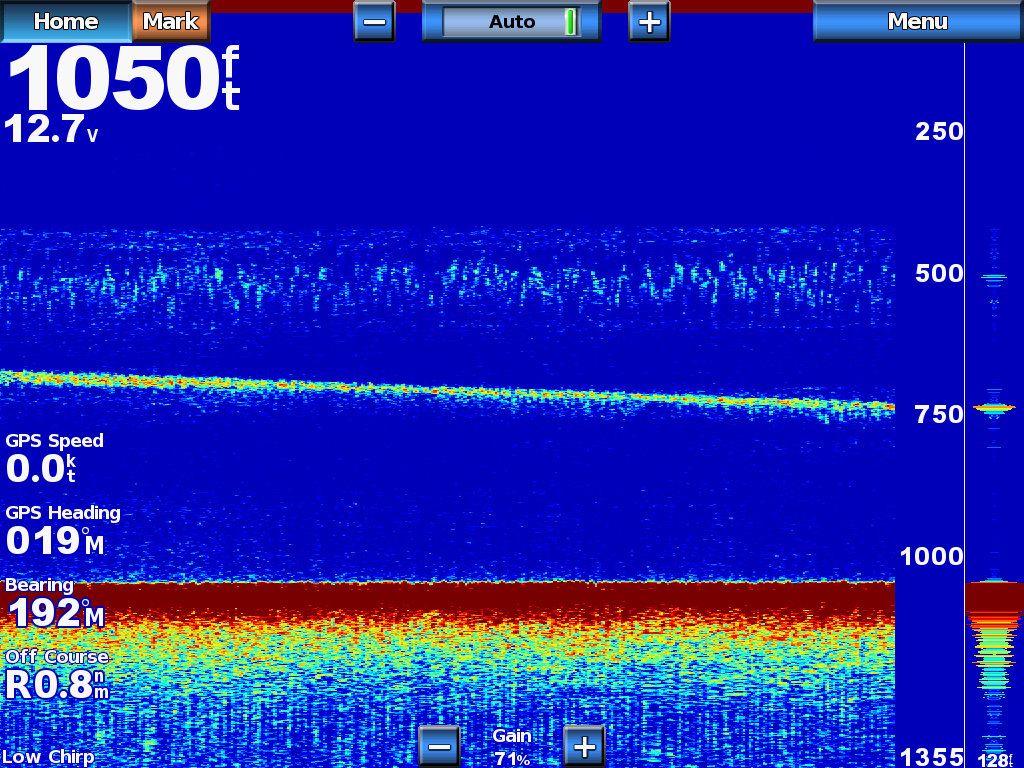 Home Mark − Auto + Menu
1050ft
12.7V
250
500
750
GPS Speed
0.0kt
GPS Heading
019°M
1000
Bearing
192°M
Off Course
R0.8nm
− Gain 71% +
Low Chirp
1355
128f